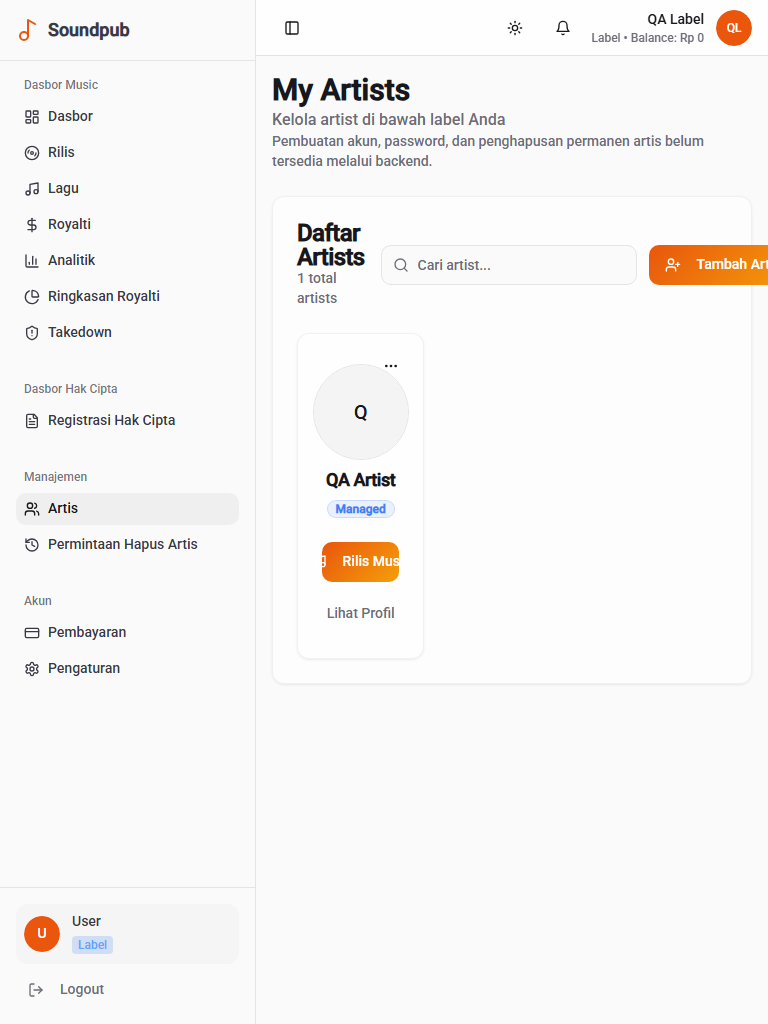 Soundpub
Dasbor Music
Dasbor
Rilis
Lagu
Royalti
Analitik
Ringkasan Royalti
Takedown
Dasbor Hak Cipta
Registrasi Hak Cipta
Manajemen
Artis
Permintaan Hapus Artis
Akun
Pembayaran
Pengaturan
U
User
Label
Logout
QA Label
Label • Balance: Rp 0
QL
My Artists
Kelola artist di bawah label Anda
Pembuatan akun, password, dan penghapusan permanen artis belum
tersedia melalui backend.
Daftar
Artists
1 total
artists
Cari artist...
Tambah Art
Q
QA Artist
Managed
Rilis Mus
Lihat Profil